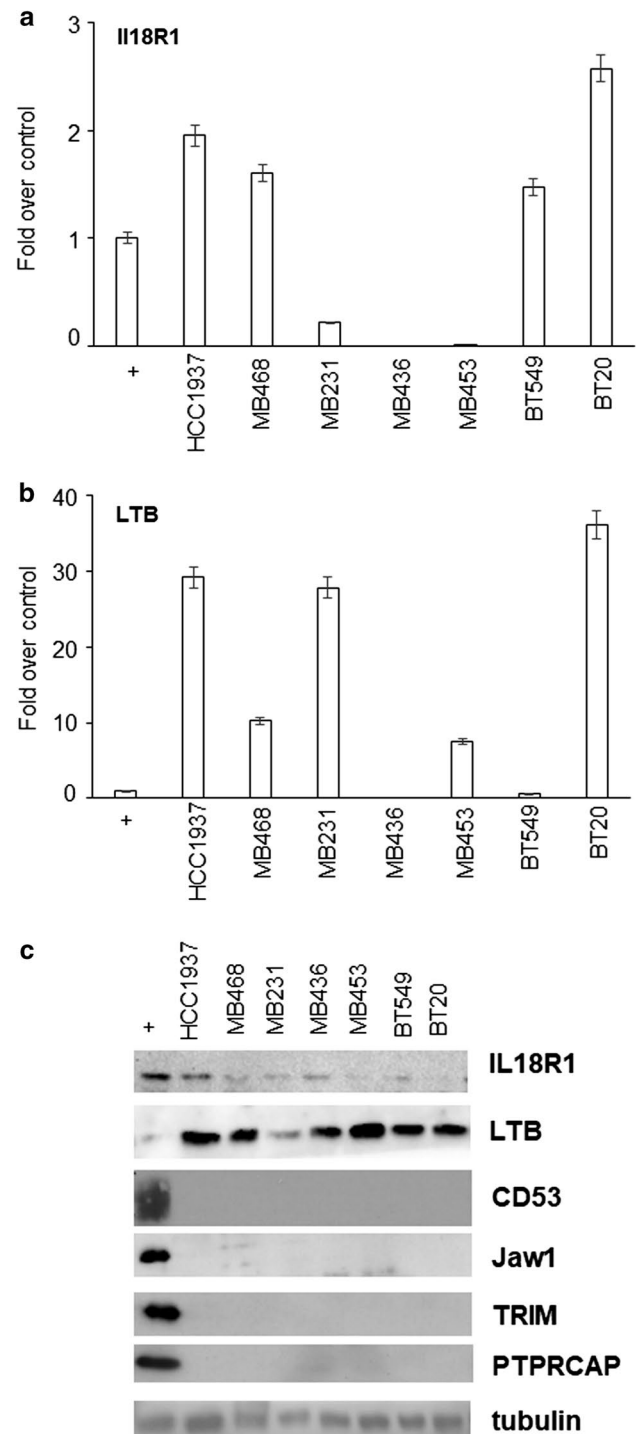 a
Il18R1
Fold over control
3
2
1
0
+
HCC1937
MB468
MB231
MB436
MB453
BT549
BT20
b
LTB
Fold over control
40
30
20
10
0
+
HCC1937
MB468
MB231
MB436
MB453
BT549
BT20
c
+
HCC1937
MB468
MB231
MB436
MB453
BT549
BT20
IL18R1
LTB
CD53
Jaw1
TRIM
PTPRCAP
tubulin